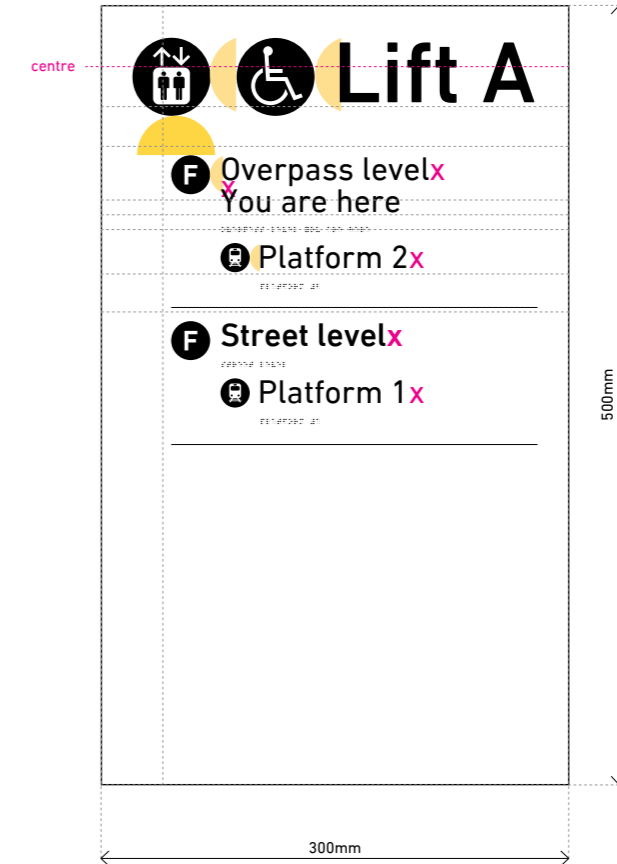 centre
Lift A
F Overpass levelx
x
You are here
Platform 2x
F Street levelx
Platform 1x
500mm
300mm